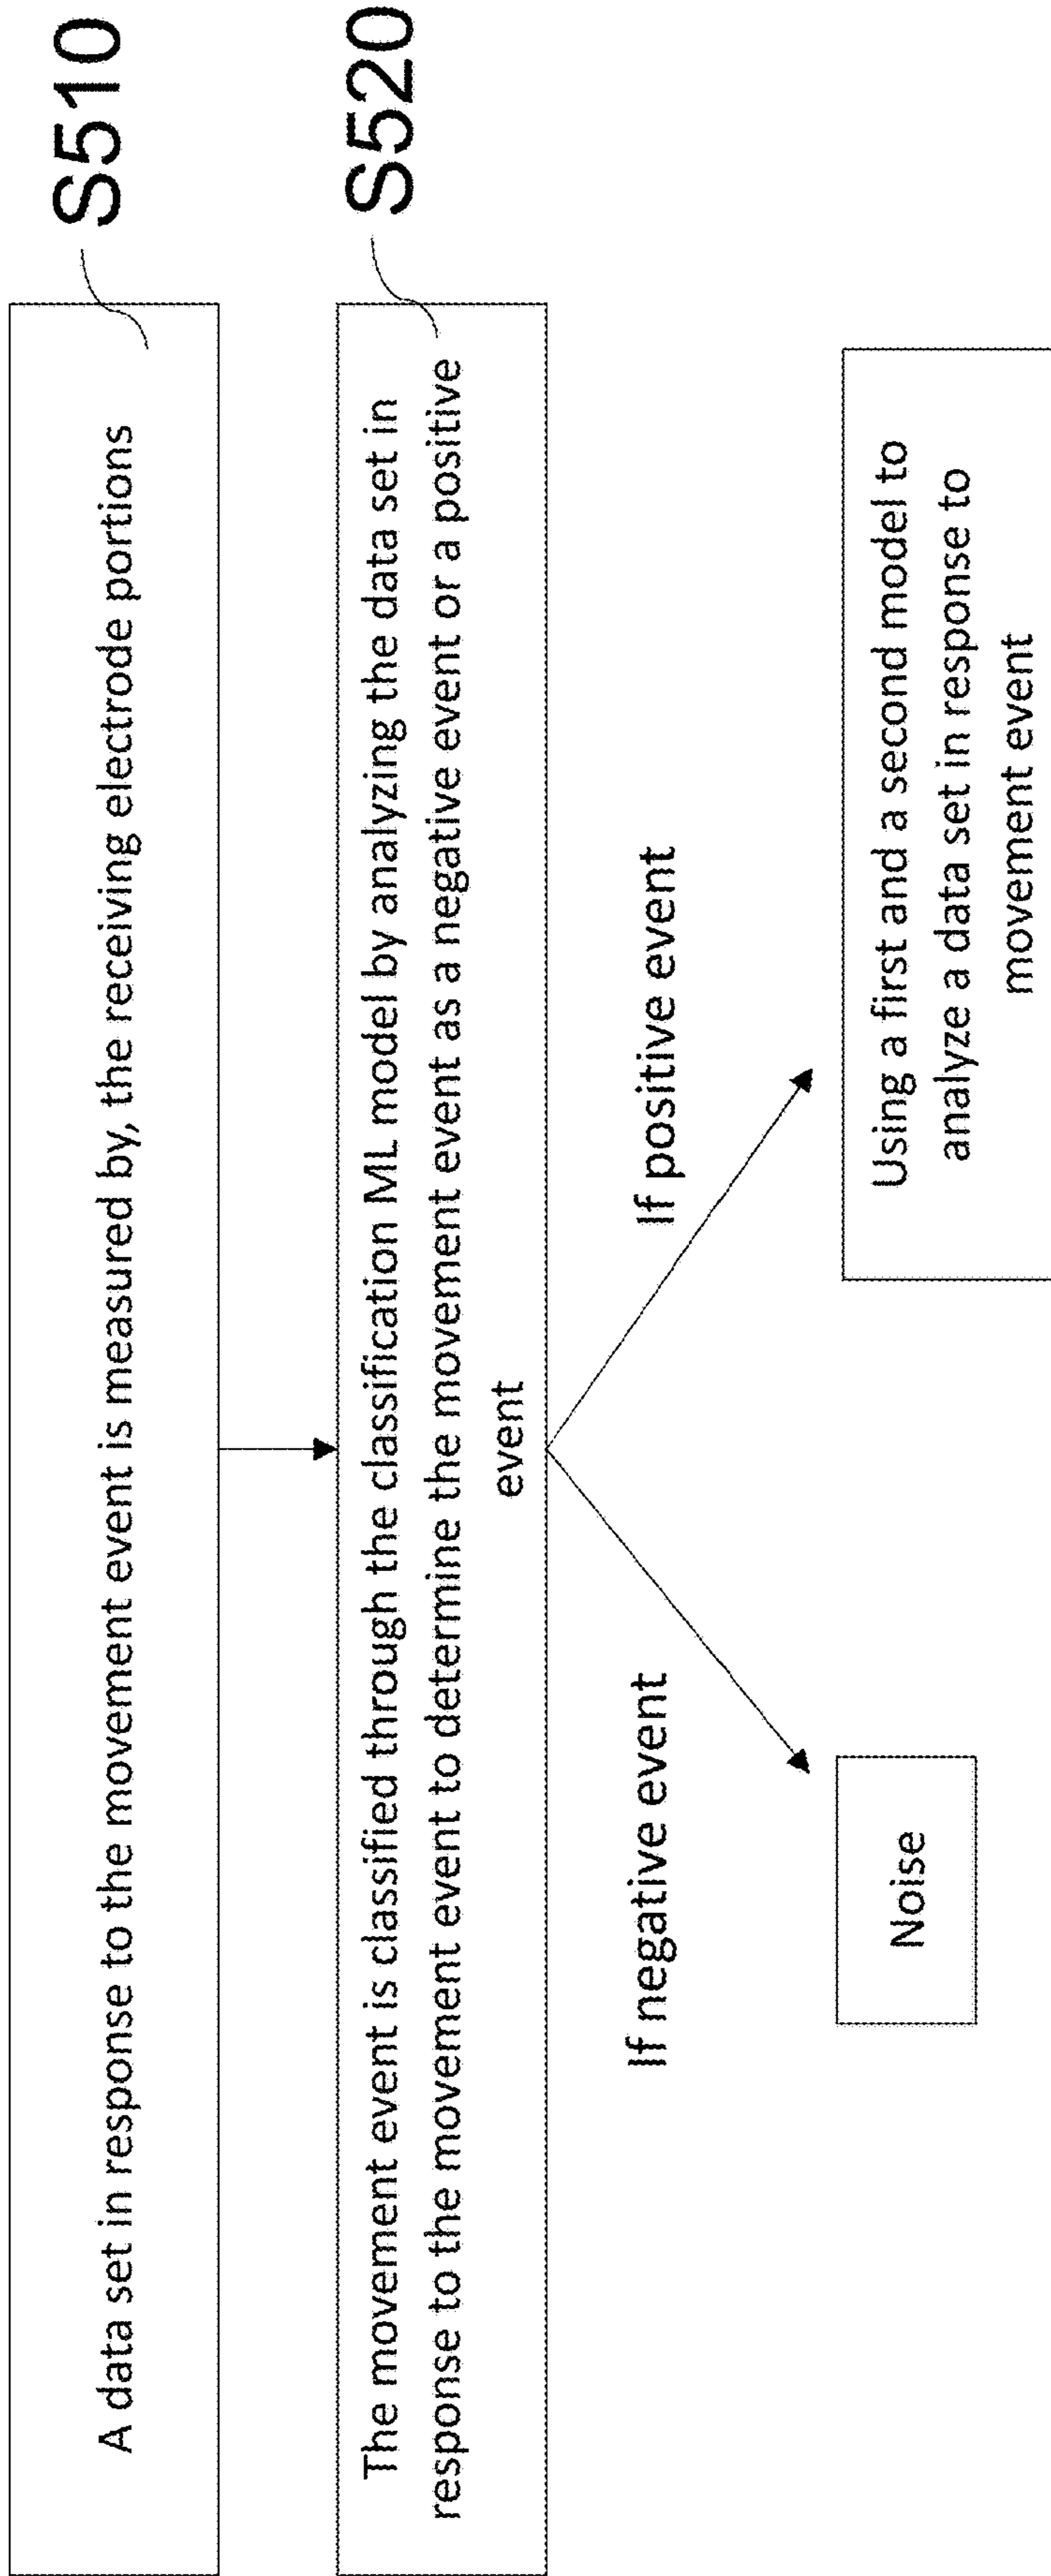 A data set in response to the movement event is measured by, the receiving electrode portions
S510
The movement event is classified through the classification ML model by analyzing the data set in
response to the movement event to determine the movement event as a negative event or a positive
event
S520
If negative event
If positive event
Noise
Using a first and a second model to
analyze a data set in response to
movement event